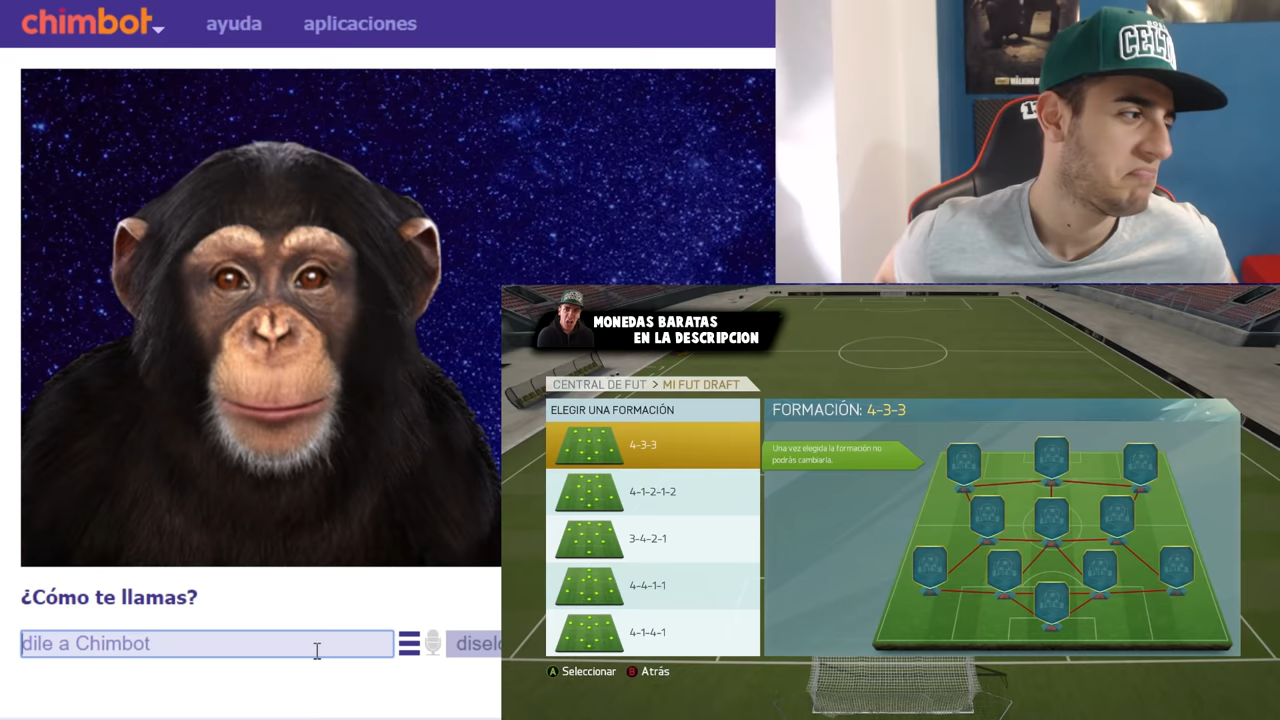 chimbot
ayuda
aplicaciones
¿Cómo te llamas?
dile a Chimbot
CELT
MONEDAS BARATAS
EN LA DESCRIPCION
CENTRAL DE FUT > MI FUT DRAFT
ELEGIR UNA FORMACIÓN
4-3-3
4-1-2-1-2
3-4-2-1
4-4-1-1
4-1-4-1
FORMACIÓN: 4-3-3
Una vez elegida la formación no
podrás cambiarla.
A Seleccionar B Atrás